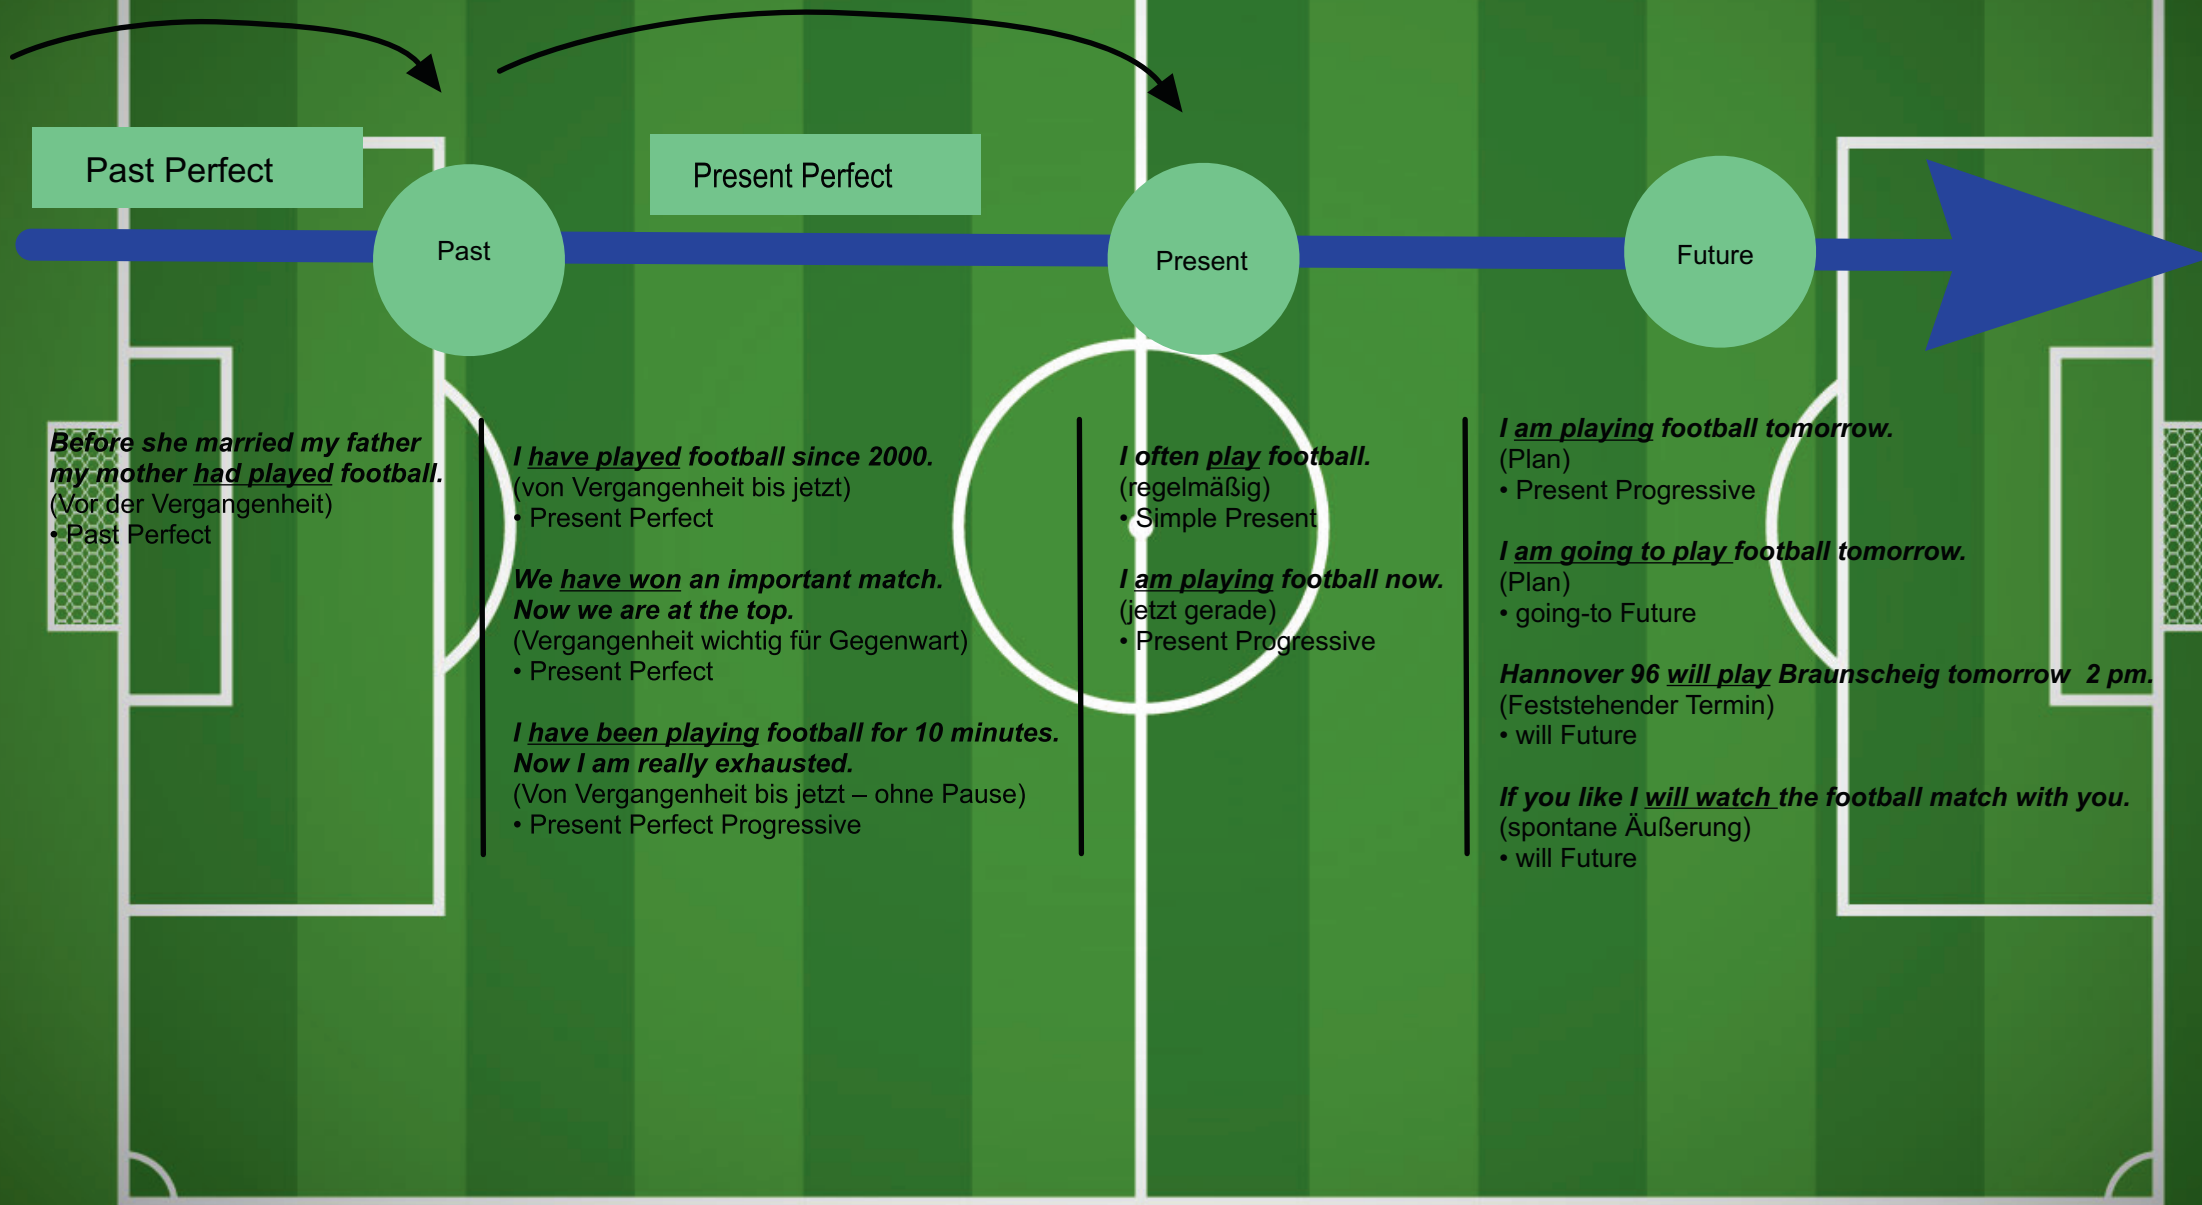 Past Perfect
Present Perfect
Past
Present
Future
Before she married my father
my mother had played football.
(Vor der Vergangenheit)
• Past Perfect
I have played football since 2000.
(von Vergangenheit bis jetzt)
• Present Perfect
We have won an important match.
Now we are at the top.
(Vergangenheit wichtig für Gegenwart)
• Present Perfect
I have been playing football for 10 minutes.
Now I am really exhausted.
(Von Vergangenheit bis jetzt – ohne Pause)
• Present Perfect Progressive
I often play football.
(regelmäßig)
• Simple Present
I am playing football now.
(jetzt gerade)
• Present Progressive
I am playing football tomorrow.
(Plan)
• Present Progressive
I am going to play football tomorrow.
(Plan)
• going-to Future
Hannover 96 will play Braunscheig tomorrow  2 pm.
(Feststehender Termin)
• will Future
If you like I will watch the football match with you.
(spontane Äußerung)
• will Future